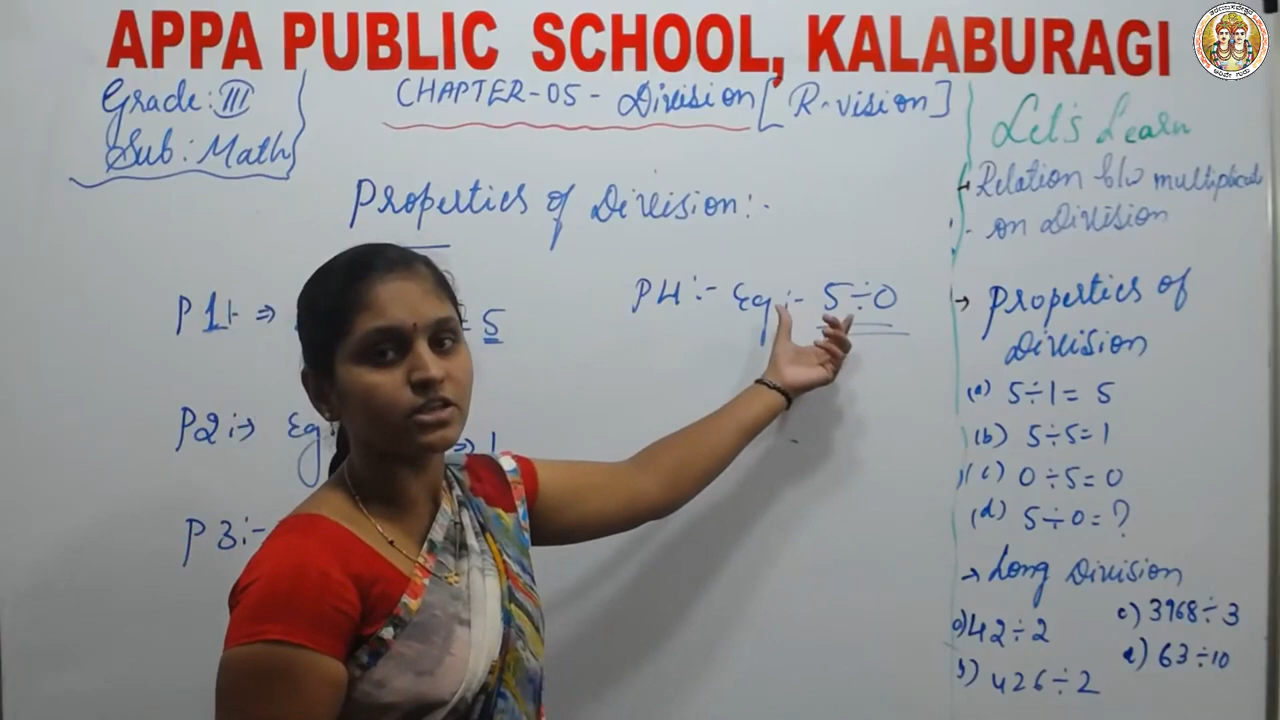 APPA PUBLIC SCHOOL, KALABURAGI
Grade: III
Sub: Math
CHAPTER-05 - Division [R-vision]
Properties of Division:-
P1:- ⇒ = 5
P2:→ Eg ⇒ 1
P3:-
P4:- Eg:- 5÷0
Let's Learn
→ Relation b/w multiplicati
on Division
→ Properties of
Division
(a) 5÷1= 5
(b) 5÷5=1
(c) 0÷5=0
(d) 5÷0=?
→ Long Division
a) 42÷2
b) 426÷2
c) 3968÷3
e) 63÷10